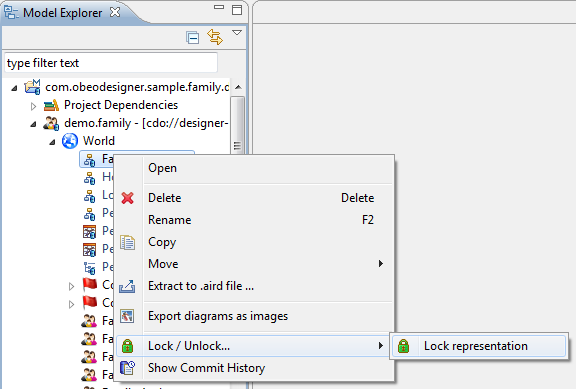 Model Explorer
type filter text
com.obeodesigner.sample.family.c
Project Dependencies
demo.family - [cdo://designer-
World
Fa
Open
He
Lo
Delete Delete
Pe
Rename F2
Pe
Copy
Pe
Move
Pe
Extract to .aird file ...
Co
Co
Export diagrams as images
Fa
Fa
Lock / Unlock...
Lock representation
Fa
Show Commit History